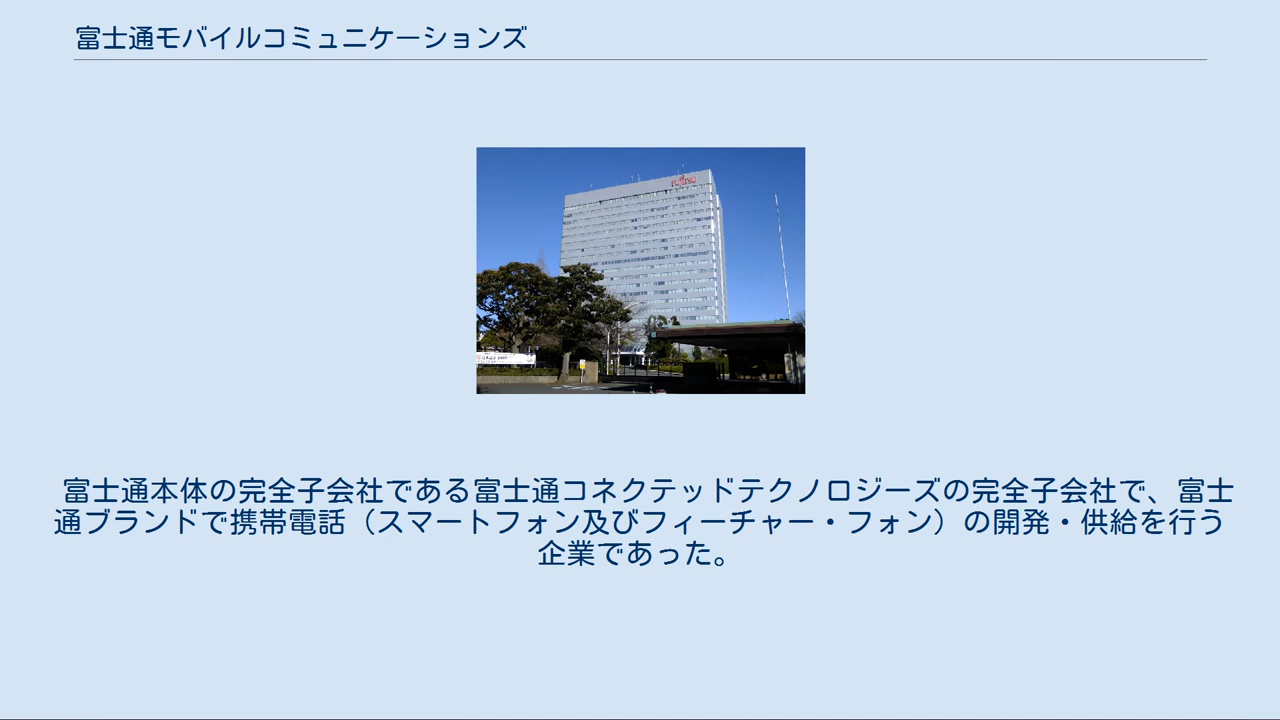 富士通モバイルコミュニケーションズ
FUJITSU
富士通本体の完全子会社である富士通コネクテッドテクノロジーズの完全子会社で、富士
通ブランドで携帯電話（スマートフォン及びフィーチャー・フォン）の開発・供給を行う
企業であった。